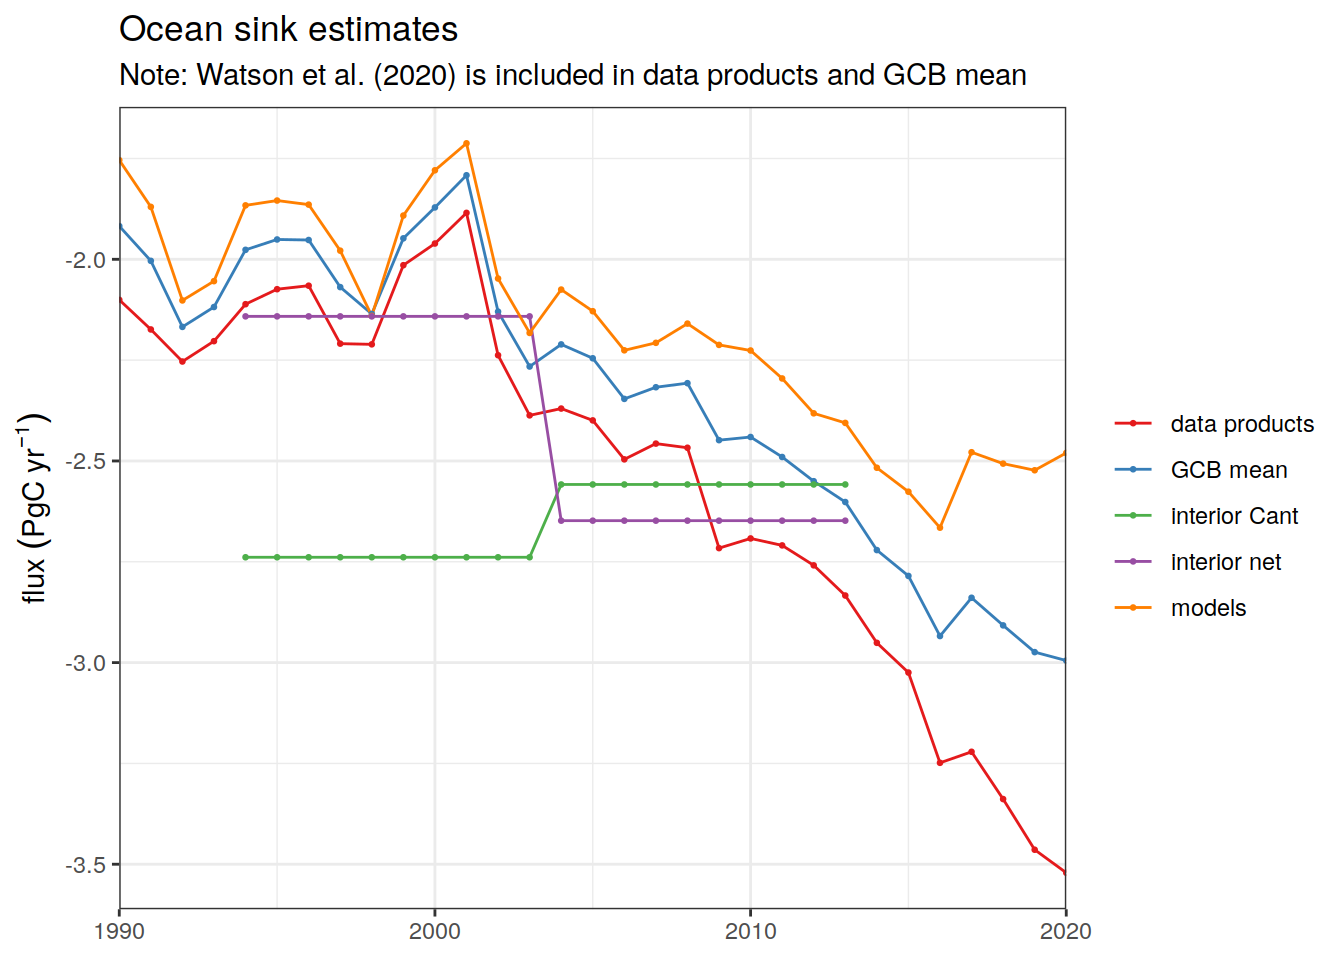 Ocean sink estimates
Note: Watson et al. (2020) is included in data products and GCB mean
flux (PgC yr⁻¹)
-2.0
-2.5
-3.0
-3.5
1990
2000
2010
2020
data products
GCB mean
interior Cant
interior net
models